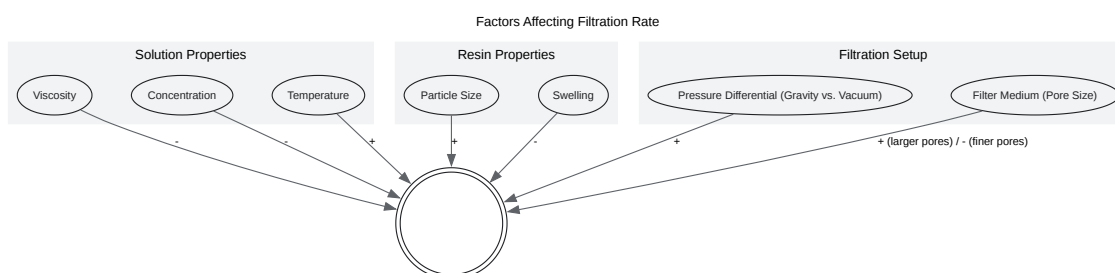 Factors Affecting Filtration Rate
Solution Properties
Resin Properties
Filtration Setup
Viscosity
Concentration
Temperature
Particle Size
Swelling
Pressure Differential (Gravity vs. Vacuum)
Filter Medium (Pore Size)
-
-
+
+
-
+
+ (larger pores) / - (finer pores)